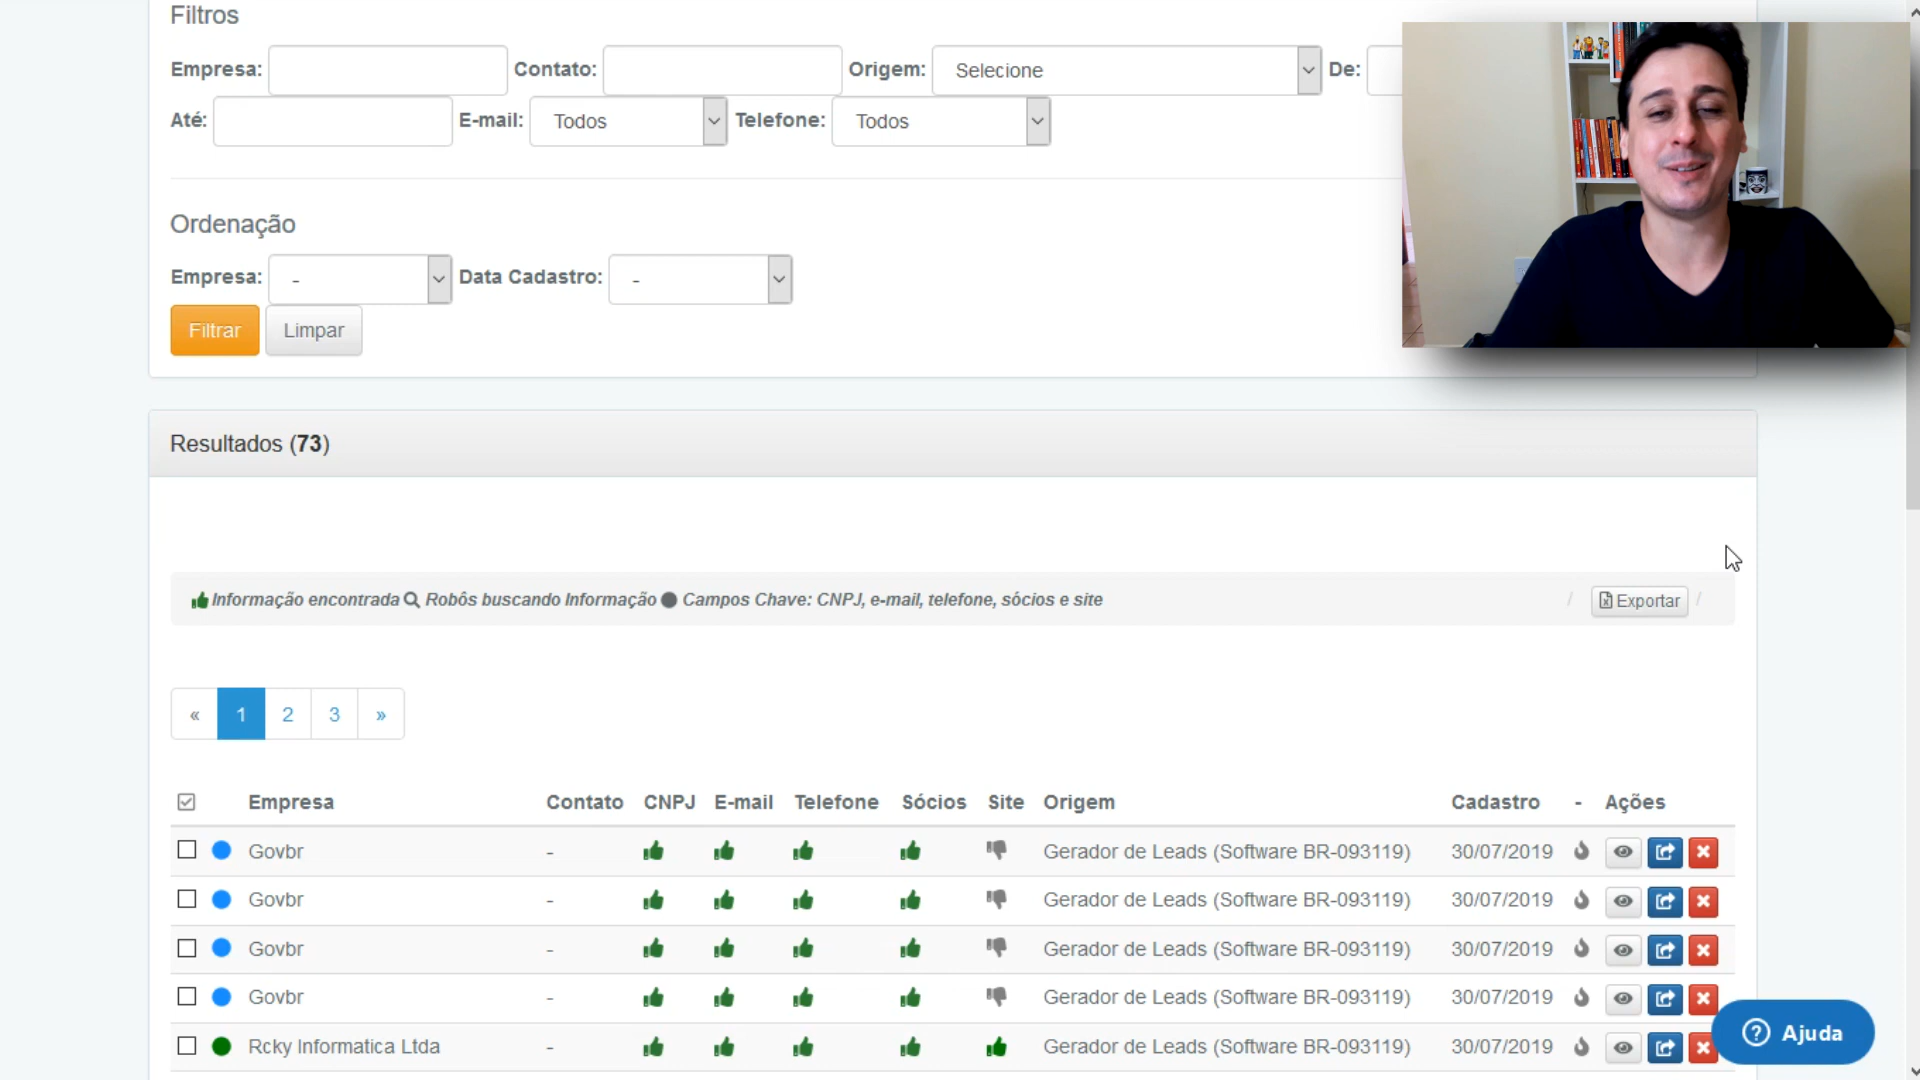 Filtros
Empresa: Contato: Origem: Selecione De:
Até: E-mail: Todos Telefone: Todos
Ordenação
Empresa: - Data Cadastro: -
Filtrar Limpar
Resultados (73)
Informação encontrada Robôs buscando Informação Campos Chave: CNPJ, e-mail, telefone, sócios e site / Exportar /
« 1 2 3 »
Empresa Contato CNPJ E-mail Telefone Sócios Site Origem Cadastro - Ações
Govbr - Gerador de Leads (Software BR-093119) 30/07/2019
Govbr - Gerador de Leads (Software BR-093119) 30/07/2019
Govbr - Gerador de Leads (Software BR-093119) 30/07/2019
Govbr - Gerador de Leads (Software BR-093119) 30/07/2019
Rcky Informatica Ltda - Gerador de Leads (Software BR-093119) 30/07/2019
? Ajuda